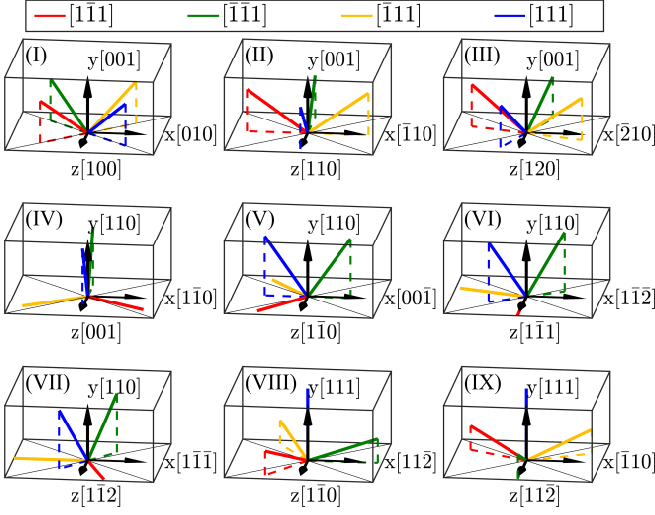 [11̄1] [1̄1̄1] [1̄11] [111]
(I) y[001] (II) y[001] (III) y[001]
x[010] x[1̄10] x[2̄10]
z[100] z[110] z[120]
(IV) y[110] (V) y[110] (VI) y[110]
x[11̄0] x[001̄] x[11̄2̄]
z[001] z[11̄0] z[11̄1]
(VII) y[110] (VIII) y[111] (IX) y[111]
x[11̄1̄] x[112̄] x[1̄10]
z[11̄2] z[11̄0] z[112̄]